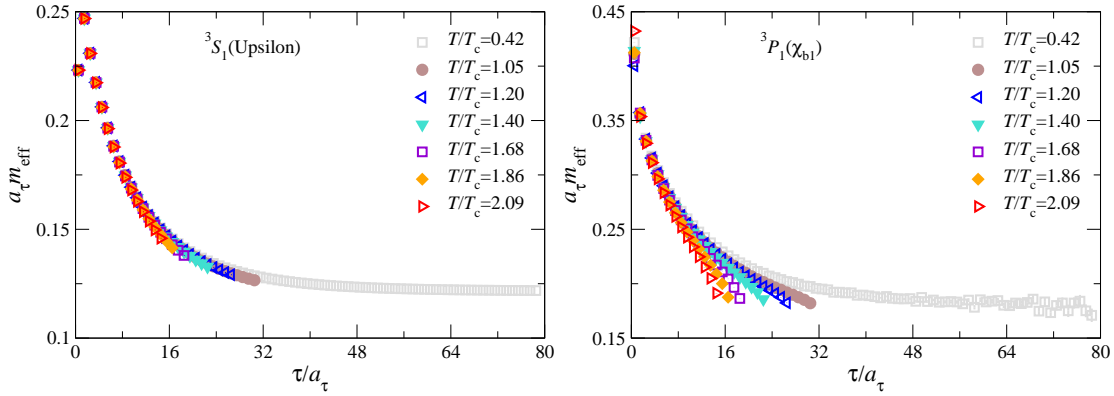 ³S₁(Upsilon)
T/T_c=0.42
T/T_c=1.05
T/T_c=1.20
T/T_c=1.40
T/T_c=1.68
T/T_c=1.86
T/T_c=2.09
0.25
0.2
0.15
0.1
a_τ m_eff
0 16 32 48 64 80
τ/a_τ
³P₁(χ_b1)
T/T_c=0.42
T/T_c=1.05
T/T_c=1.20
T/T_c=1.40
T/T_c=1.68
T/T_c=1.86
T/T_c=2.09
0.45
0.35
0.25
0.15
a_τ m_eff
0 16 32 48 64 80
τ/a_τ